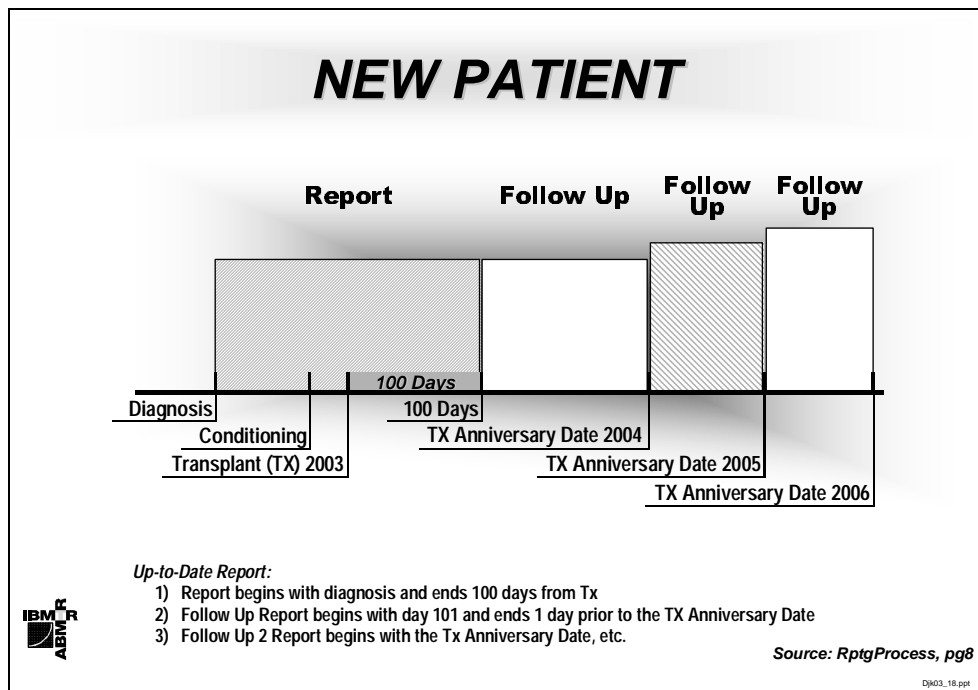 NEW PATIENT
Report
Follow Up
Follow
Up
Follow
Up
100 Days
Diagnosis
100 Days
Conditioning
TX Anniversary Date 2004
Transplant (TX) 2003
TX Anniversary Date 2005
TX Anniversary Date 2006
Up-to-Date Report:
1) Report begins with diagnosis and ends 100 days from Tx
2) Follow Up Report begins with day 101 and ends 1 day prior to the TX Anniversary Date
3) Follow Up 2 Report begins with the Tx Anniversary Date, etc.
IBMTR
ABMTR
Source: RptgProcess, pg8
Djk03_18.ppt